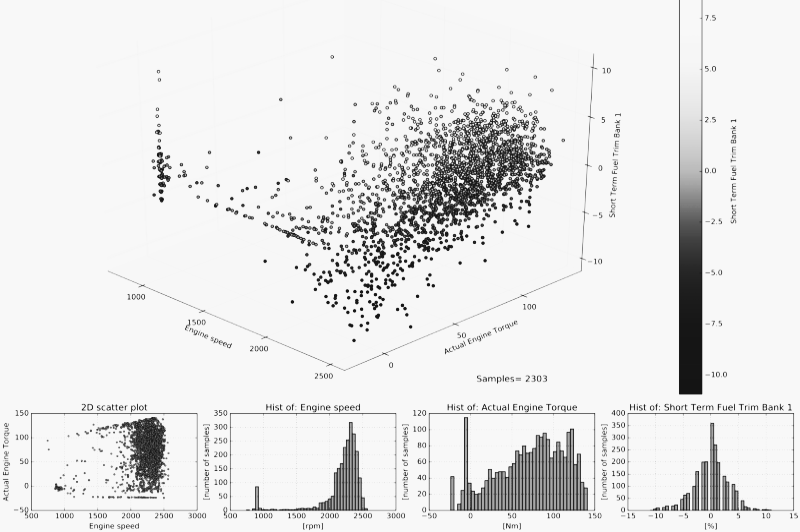 10
5
0
−5
−10
Short Term Fuel Trim Bank 1
1000
1500
2000
2500
Engine speed
0
50
100
Actual Engine Torque
Samples= 2303
7.5
5.0
2.5
0.0
−2.5
−5.0
−7.5
−10.0
Short Term Fuel Trim Bank 1
2D scatter plot
150
100
50
0
−50
500 1000 1500 2000 2500 3000
Actual Engine Torque
Engine speed
Hist of: Engine speed
350
300
250
200
150
100
50
0
500 1000 1500 2000 2500 3000
[number of samples]
[rpm]
Hist of: Actual Engine Torque
120
100
80
60
40
20
0
−50 0 50 100 150
[number of samples]
[Nm]
Hist of: Short Term Fuel Trim Bank 1
400
350
300
250
200
150
100
50
0
−15 −10 −5 0 5 10 15
[number of samples]
[%]